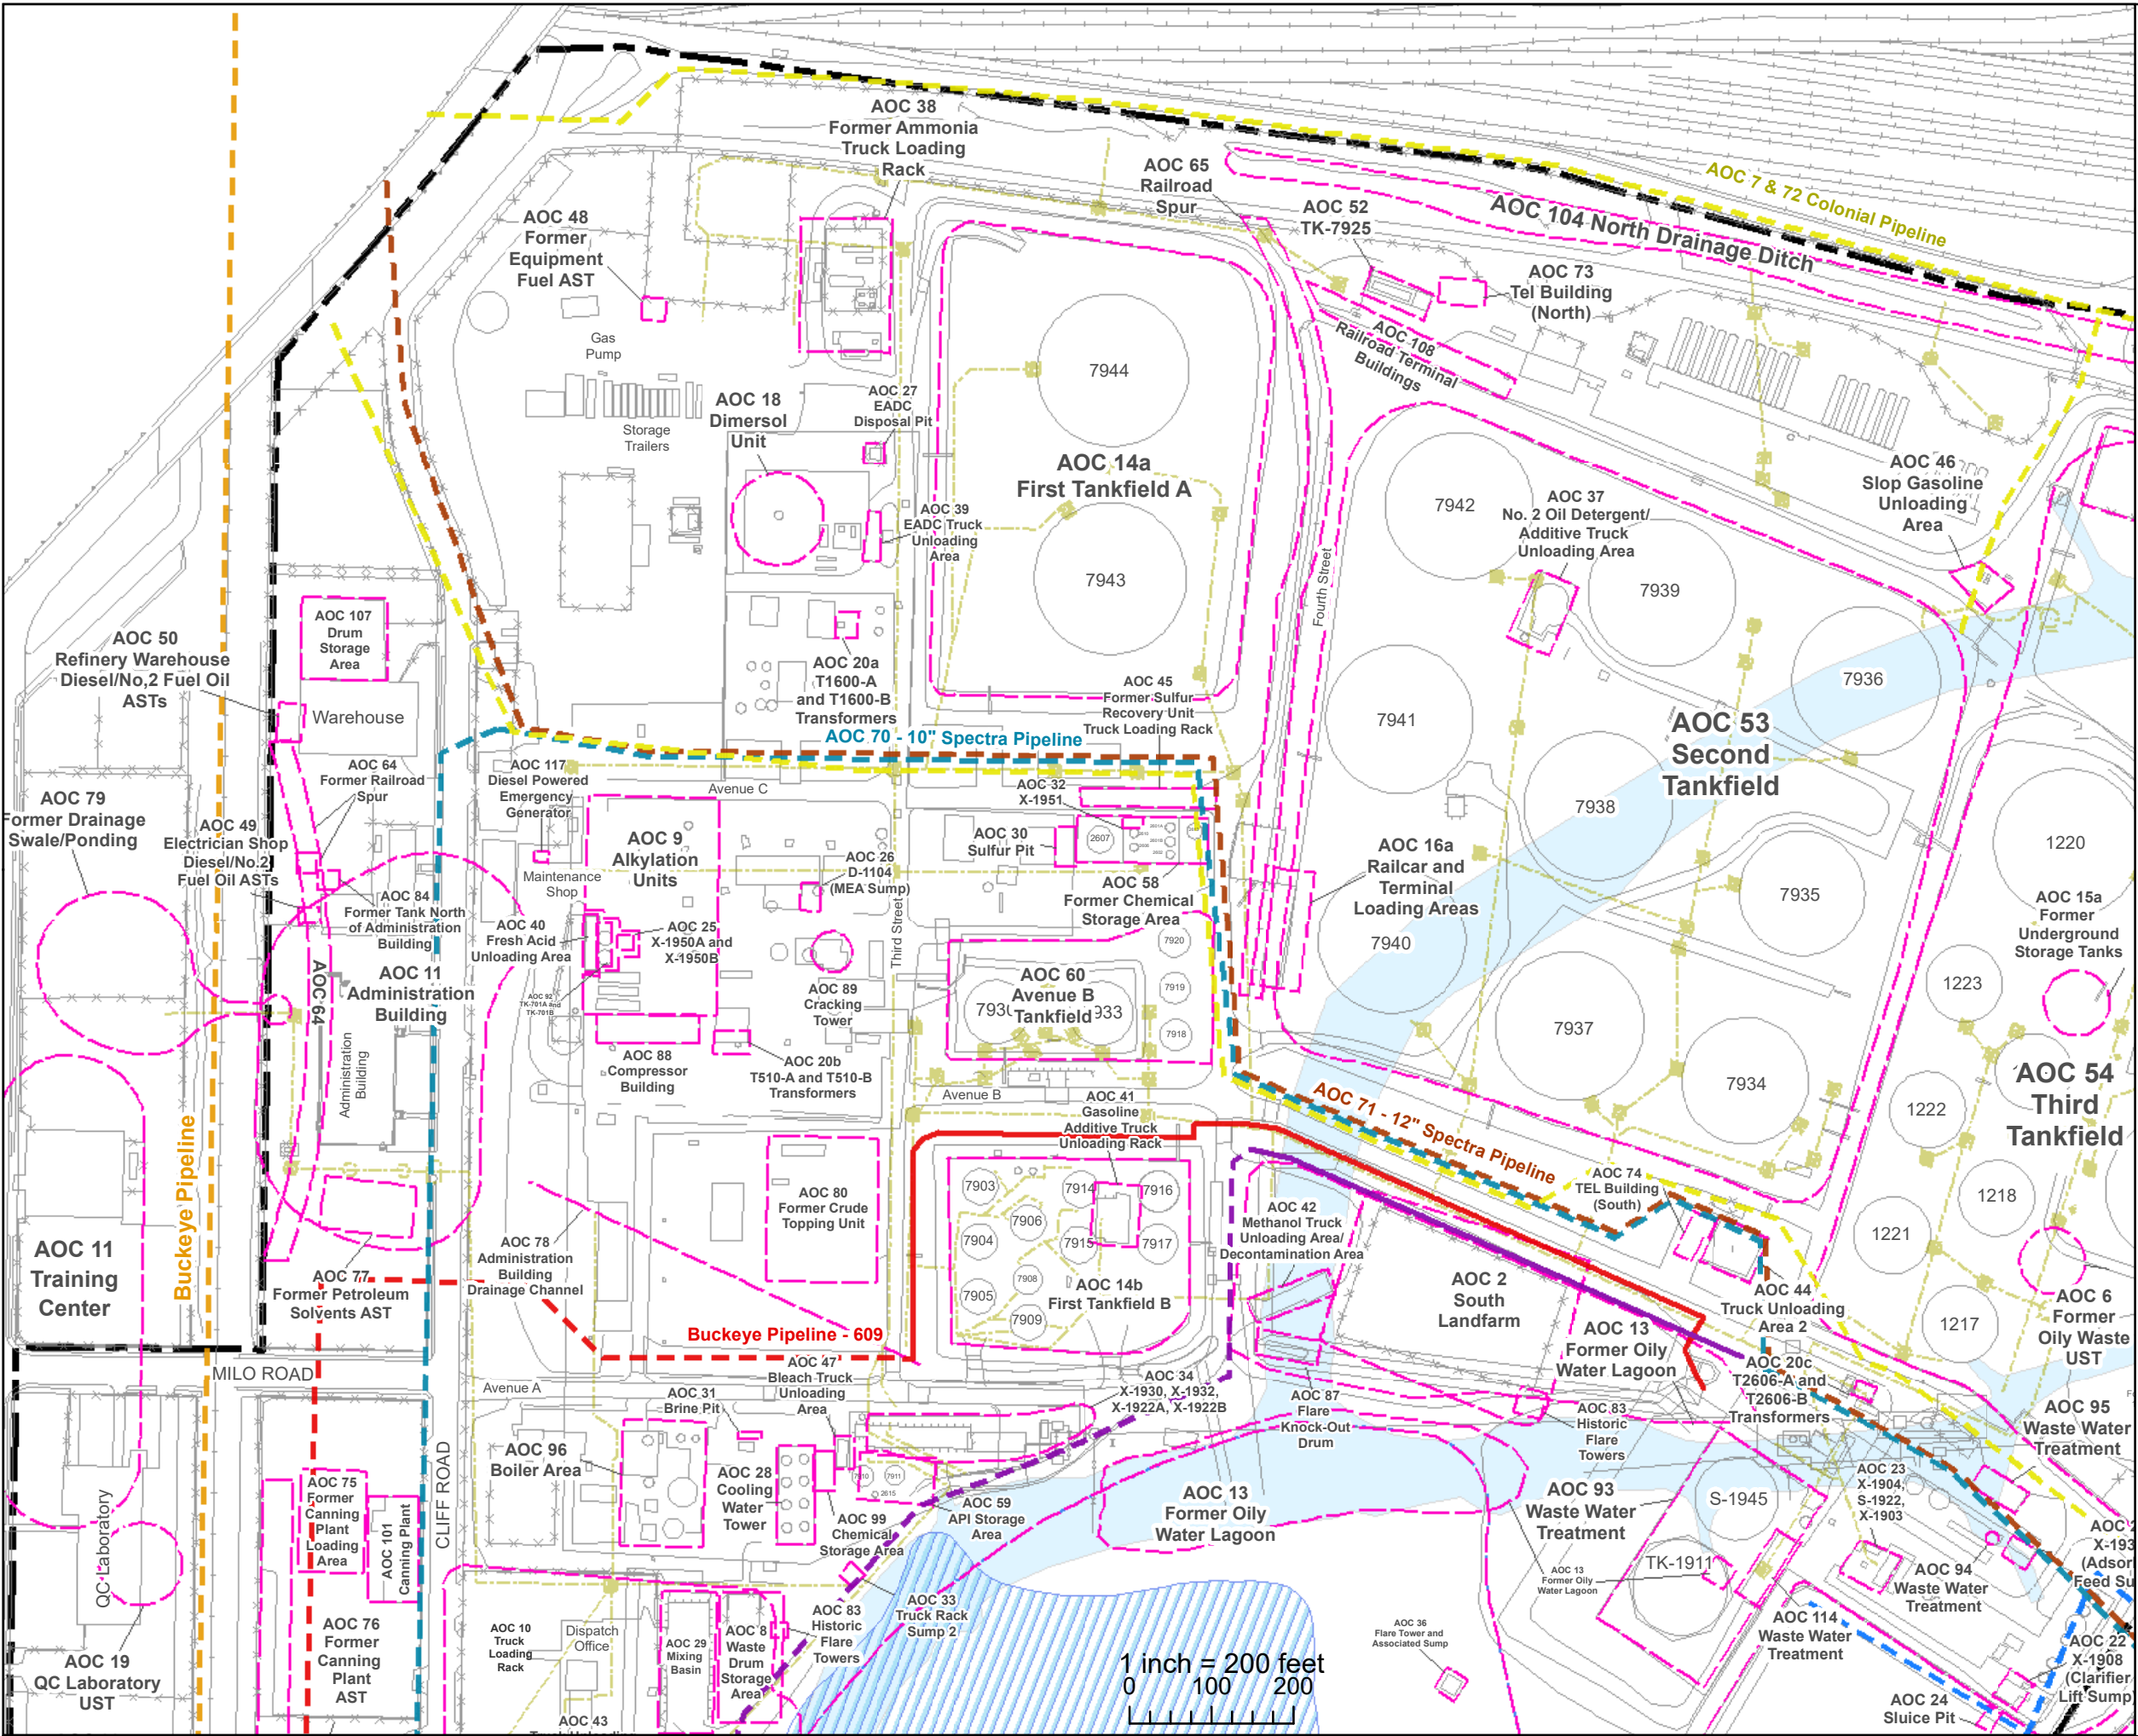 AOC 38
Former Ammonia
Truck Loading
Rack
AOC 65
Railroad
Spur
AOC 7 & 72 Colonial Pipeline
AOC 104 North Drainage Ditch
AOC 52
TK-7925
AOC 48
Former
Equipment
Fuel AST
AOC 73
Tel Building
(North)
AOC 108
Railroad Terminal
Buildings
Gas
Pump
7944
AOC 27
EADC
Disposal Pit
AOC 18
Dimersol
Unit
Storage
Trailers
AOC 14a
First Tankfield A
AOC 46
Slop Gasoline
Unloading
Area
7942
AOC 37
No. 2 Oil Detergent/
Additive Truck
Unloading Area
AOC 39
EADC Truck
Unloading
Area
7943
Fourth Street
7939
AOC 107
Drum
Storage
Area
AOC 50
Refinery Warehouse
Diesel/No,2 Fuel Oil
ASTs
AOC 20a
T1600-A
and T1600-B
Transformers
AOC 45
Former Sulfur
Recovery Unit
Truck Loading Rack
7936
Warehouse
7941
AOC 53
Second
Tankfield
AOC 70 - 10" Spectra Pipeline
AOC 64
Former Railroad
Spur
AOC 117
Diesel Powered
Emergency
Generator
Avenue C
AOC 32
X-1951
7938
AOC 79
Former Drainage
Swale/Ponding
AOC 49
Electrician Shop
Diesel/No.2
Fuel Oil ASTs
AOC 9
Alkylation
Units
AOC 30
Sulfur Pit
2607
AOC 16a
Railcar and
Terminal
Loading Areas
1220
AOC 26
D-1104
(MEA Sump)
Maintenance
Shop
AOC 58
Former Chemical
Storage Area
7935
AOC 84
Former Tank North
of Administration
Building
AOC 40
Fresh Acid
Unloading Area
AOC 25
X-1950A and
X-1950B
Third Street
7920
7940
AOC 15a
Former
Underground
Storage Tanks
AOC 64
AOC 11
Administration
Building
AOC 92
TK-701A and
TK-701B
AOC 89
Cracking
Tower
AOC 60
Avenue B
Tankfield
7919
1223
7918
7937
Administration
Building
AOC 88
Compressor
Building
AOC 20b
T510-A and T510-B
Transformers
Avenue B
7934
AOC 54
Third
Tankfield
1222
AOC 41
Gasoline
Additive Truck
Unloading Rack
AOC 71 - 12" Spectra Pipeline
Buckeye Pipeline
7903
7914
7916
AOC 74
TEL Building
(South)
1218
AOC 80
Former Crude
Topping Unit
7906
AOC 42
Methanol Truck
Unloading Area/
Decontamination Area
1221
7904
7915
7917
AOC 11
Training
Center
AOC 78
Administration
Building
Drainage Channel
AOC 77
Former Petroleum
Solvents AST
7908
AOC 14b
First Tankfield B
7905
7909
AOC 2
South
Landfarm
AOC 44
Truck Unloading
Area 2
1217
AOC 6
Former
Oily Waste
UST
Buckeye Pipeline - 609
AOC 13
Former Oily
Water Lagoon
MILO ROAD
AOC 47
Bleach Truck
Unloading
Area
Avenue A
AOC 31
Brine Pit
AOC 34
X-1930, X-1932,
X-1922A, X-1922B
AOC 87
Flare
Knock-Out
Drum
AOC 20c
T2606-A and
T2606-B
Transformers
AOC 83
Historic
Flare
Towers
AOC 95
Waste Water
Treatment
CLIFF ROAD
AOC 96
Boiler Area
AOC 28
Cooling
Water
Tower
7910
7911
2615
AOC 59
API Storage
Area
AOC 99
Chemical
Storage Area
AOC 13
Former Oily
Water Lagoon
AOC 93
Waste Water
Treatment
S-1945
AOC 23
X-1904,
S-1922,
X-1903
AOC 75
Former
Canning
Plant
Loading
Area
AOC 101
Canning Plant
QC Laboratory
AOC 13
Former Oily
Water Lagoon
TK-1911
AOC 94
Waste Water
Treatment
AOC 2
X-193
(Adsor
Feed Su
AOC 76
Former
Canning
Plant
AST
AOC 10
Truck
Loading
Rack
Dispatch
Office
AOC 29
Mixing
Basin
AOC 8
Waste
Drum
Storage
Area
AOC 83
Historic
Flare
Towers
AOC 33
Truck Rack
Sump 2
AOC 36
Flare Tower and
Associated Sump
AOC 114
Waste Water
Treatment
AOC 19
QC Laboratory
UST
AOC 22
X-1908
(Clarifier
Lift Sump
AOC 24
Sluice Pit
1 inch = 200 feet
0 100 200
AOC 43